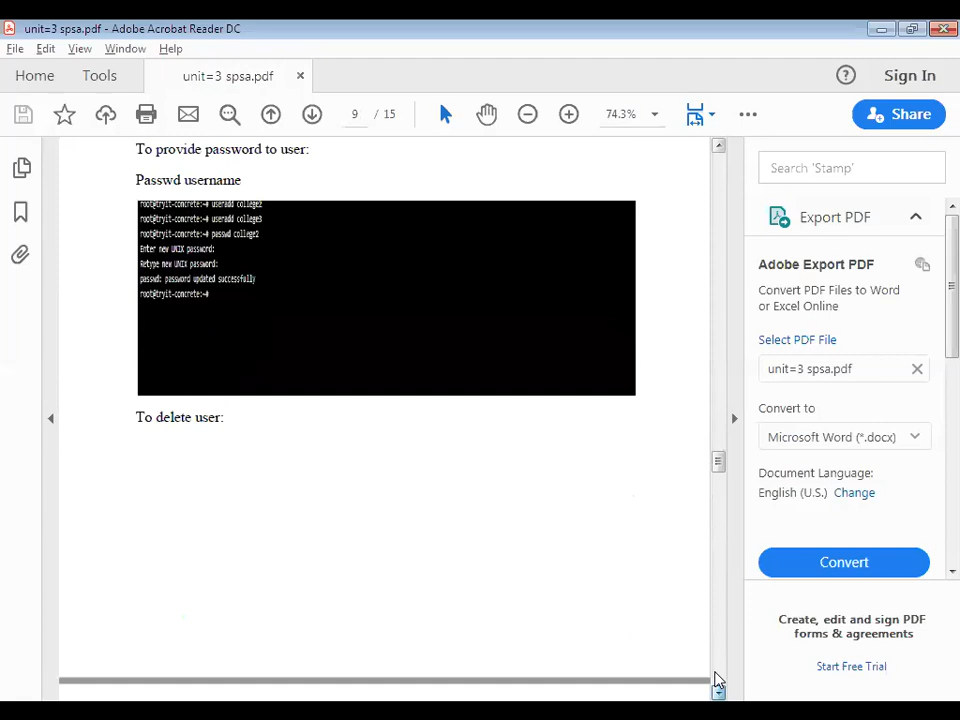 unit=3 spsa.pdf - Adobe Acrobat Reader DC
File Edit View Window Help
Home Tools unit=3 spsa.pdf × Sign In
9 / 15 74.3% Share
To provide password to user:
Passwd username
root@tryit-concrete:~# useradd college2
root@tryit-concrete:~# useradd college3
root@tryit-concrete:~# passwd college2
Enter new UNIX password:
Retype new UNIX password:
passwd: password updated successfully
root@tryit-concrete:~#
To delete user:
Search 'Stamp'
Export PDF
Adobe Export PDF
Convert PDF Files to Word
or Excel Online
Select PDF File
unit=3 spsa.pdf
Convert to
Microsoft Word (*.docx)
Document Language:
English (U.S.) Change
Convert
Create, edit and sign PDF
forms & agreements
Start Free Trial